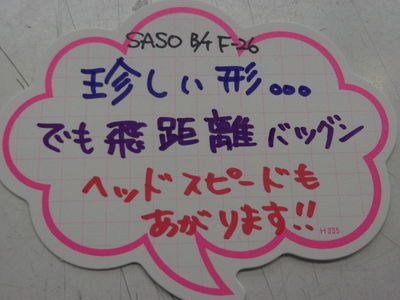 SASO B/4 F-26
珍しい形...
でも飛距離バツグン
ヘッドスピードも
あがります!!
H335